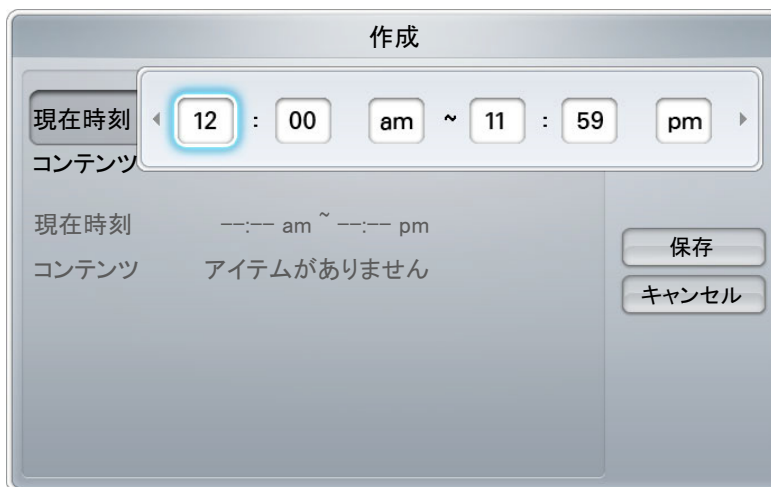 作成
現在時刻 12 : 00 am ~ 11 : 59 pm
コンテンツ
現在時刻 --:-- am ~ --:-- pm
コンテンツ アイテムがありません
保存
キャンセル